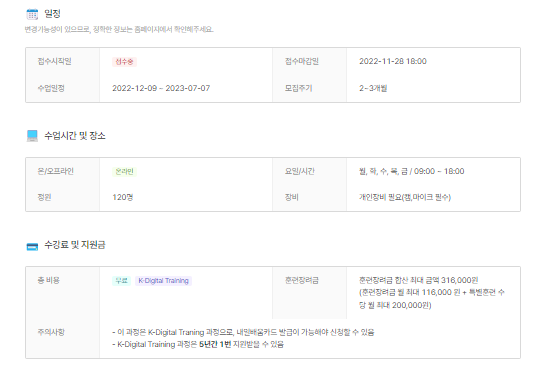 일정
변경가능성이 있으므로, 정확한 정보는 홈페이지에서 확인해주세요.
접수시작일 접수중 접수마감일 2022-11-28 18:00
수업일정 2022-12-09 ~ 2023-07-07 모집주기 2~3개월
수업시간 및 장소
온/오프라인 온라인 요일/시간 월, 화, 수, 목, 금 / 09:00 ~ 18:00
정원 120명 장비 개인장비 필요(캠,마이크 필수)
수강료 및 지원금
총 비용 무료 K-Digital Training 훈련장려금 훈련장려금 합산 최대 금액 316,000원
(훈련장려금 월 최대 116,000 원 + 특별훈련 수
당 월 최대 200,000원)
주의사항 - 이 과정은 K-Digital Traning 과정으로, 내일배움카드 발급이 가능해야 신청할 수 있음
- K-Digital Training 과정은 5년간 1번 지원받을 수 있음